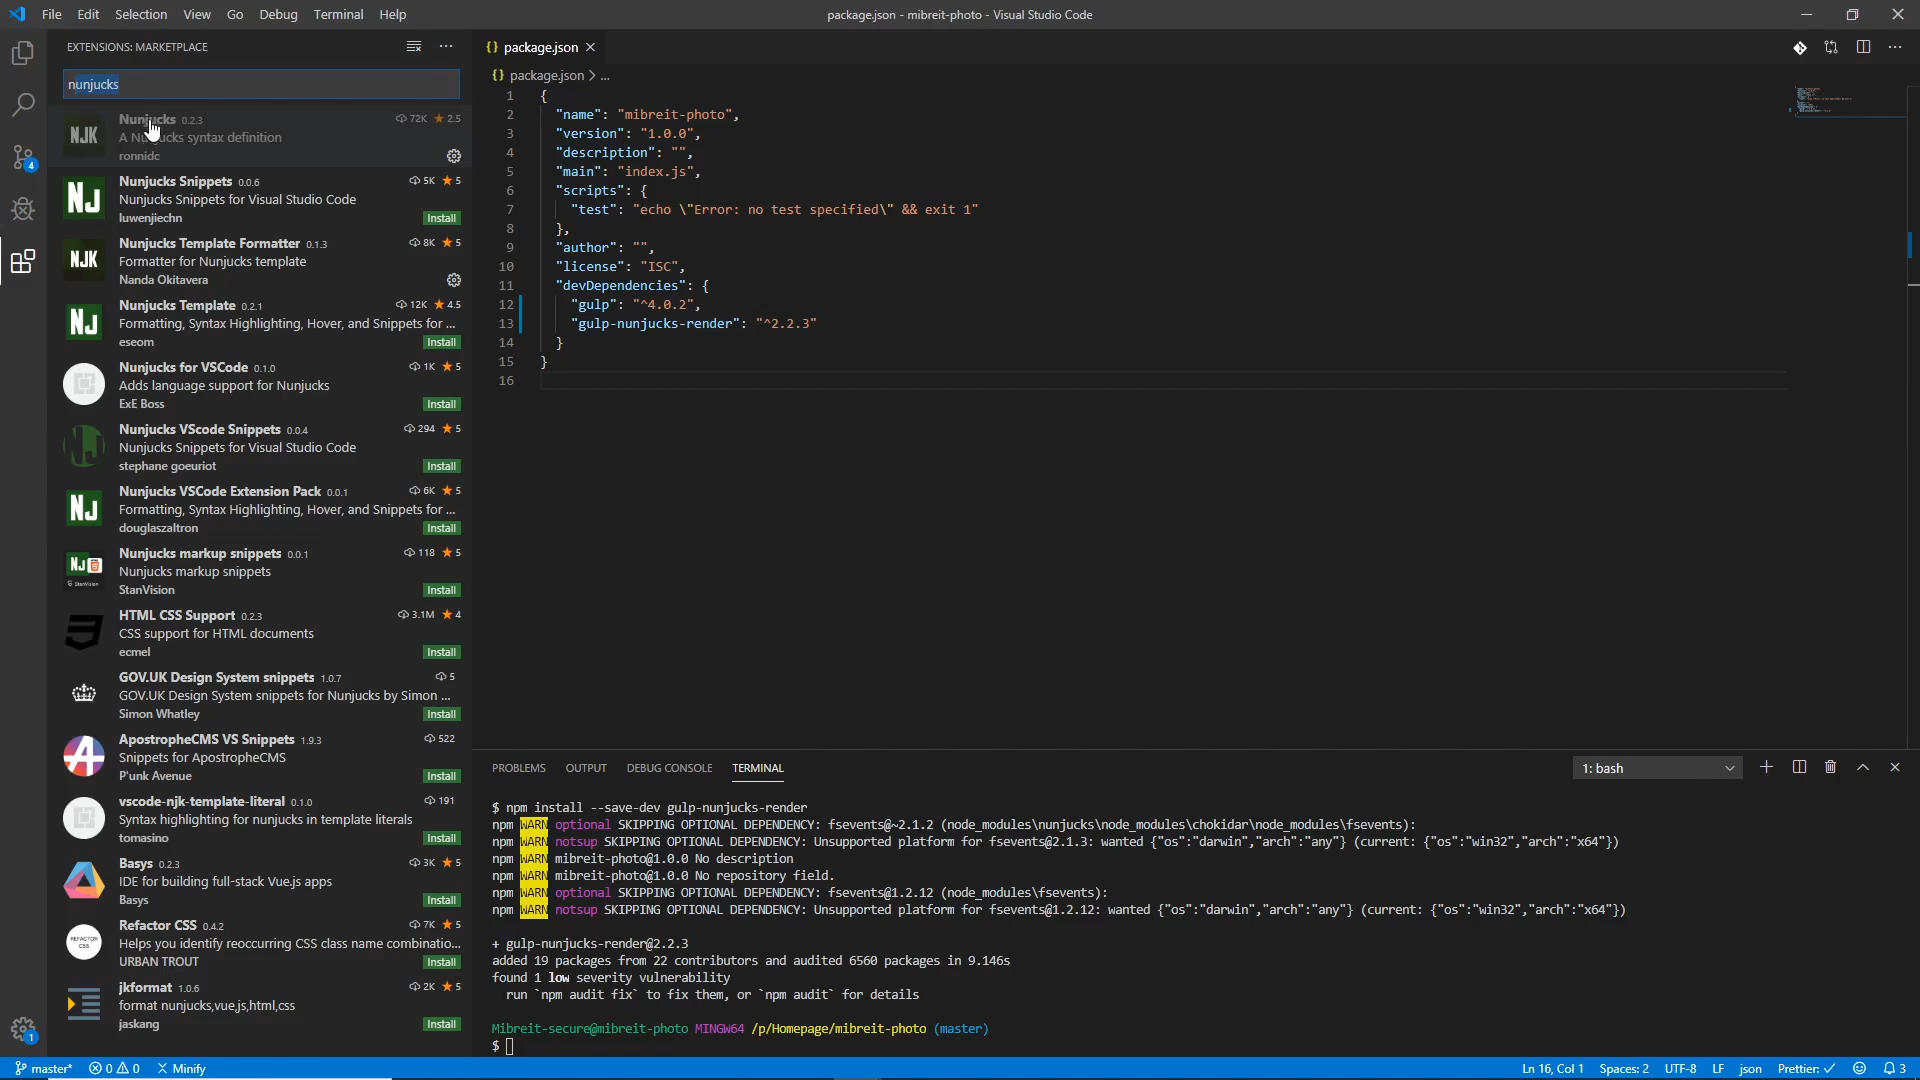 File Edit Selection View Go Debug Terminal Help
package.json - mibreit-photo - Visual Studio Code
EXTENSIONS: MARKETPLACE
nunjucks
NJK
Nunjucks 0.2.3
72K 2.5
A Nunjucks syntax definition
ronnidc
NJ
Nunjucks Snippets 0.0.6
5K 5
Nunjucks Snippets for Visual Studio Code
luwenjiechn
Install
NJK
Nunjucks Template Formatter 0.1.3
8K 5
Formatter for Nunjucks template
Nanda Okitavera
NJ
Nunjucks Template 0.2.1
12K 4.5
Formatting, Syntax Highlighting, Hover, and Snippets for ...
eseom
Install
Nunjucks for VSCode 0.1.0
1K 5
Adds language support for Nunjucks
ExE Boss
Install
NJ
Nunjucks VScode Snippets 0.0.4
294 5
Nunjucks Snippets for Visual Studio Code
stephane goeuriot
Install
NJ
Nunjucks VSCode Extension Pack 0.0.1
6K 5
Formatting, Syntax Highlighting, Hover, and Snippets for ...
douglaszaltron
Install
NJ
StanVision
Nunjucks markup snippets 0.0.1
118 5
Nunjucks markup snippets
StanVision
Install
HTML CSS Support 0.2.3
3.1M 4
CSS support for HTML documents
ecmel
Install
GOV.UK Design System snippets 1.0.7
5
GOV.UK Design System snippets for Nunjucks by Simon ...
Simon Whatley
Install
ApostropheCMS VS Snippets 1.9.3
522
Snippets for ApostropheCMS
P'unk Avenue
Install
vscode-njk-template-literal 0.1.0
191
Syntax highlighting for nunjucks in template literals
tomasino
Install
Basys 0.2.3
3K 5
IDE for building full-stack Vue.js apps
Basys
Install
REFACTOR CSS
Refactor CSS 0.4.2
7K 5
Helps you identify reoccurring CSS class name combinatio...
URBAN TROUT
Install
jkformat 1.0.6
2K 5
format nunjucks,vue,js,html,css
jaskang
Install
4
1
{} package.json
{} package.json > ...
1 {
2 "name": "mibreit-photo",
3 "version": "1.0.0",
4 "description": "",
5 "main": "index.js",
6 "scripts": {
7 "test": "echo \"Error: no test specified\" && exit 1"
8 },
9 "author": "",
10 "license": "ISC",
11 "devDependencies": {
12 "gulp": "^4.0.2",
13 "gulp-nunjucks-render": "^2.2.3"
14 }
15 }
16
PROBLEMS OUTPUT DEBUG CONSOLE TERMINAL
1: bash
$ npm install --save-dev gulp-nunjucks-render
npm WARN optional SKIPPING OPTIONAL DEPENDENCY: fsevents@~2.1.2 (node_modules\nunjucks\node_modules\chokidar\node_modules\fsevents):
npm WARN notsup SKIPPING OPTIONAL DEPENDENCY: Unsupported platform for fsevents@2.1.3: wanted {"os":"darwin","arch":"any"} (current: {"os":"win32","arch":"x64"})
npm WARN mibreit-photo@1.0.0 No description
npm WARN mibreit-photo@1.0.0 No repository field.
npm WARN optional SKIPPING OPTIONAL DEPENDENCY: fsevents@1.2.12 (node_modules\fsevents):
npm WARN notsup SKIPPING OPTIONAL DEPENDENCY: Unsupported platform for fsevents@1.2.12: wanted {"os":"darwin","arch":"any"} (current: {"os":"win32","arch":"x64"})
+ gulp-nunjucks-render@2.2.3
added 19 packages from 22 contributors and audited 6560 packages in 9.146s
found 1 low severity vulnerability
run `npm audit fix` to fix them, or `npm audit` for details
Mibreit-secure@mibreit-photo MINGW64 /p/Homepage/mibreit-photo (master)
$
master* 0 0 Minify
Ln 16, Col 1 Spaces: 2 UTF-8 LF json Prettier: ✓ 3